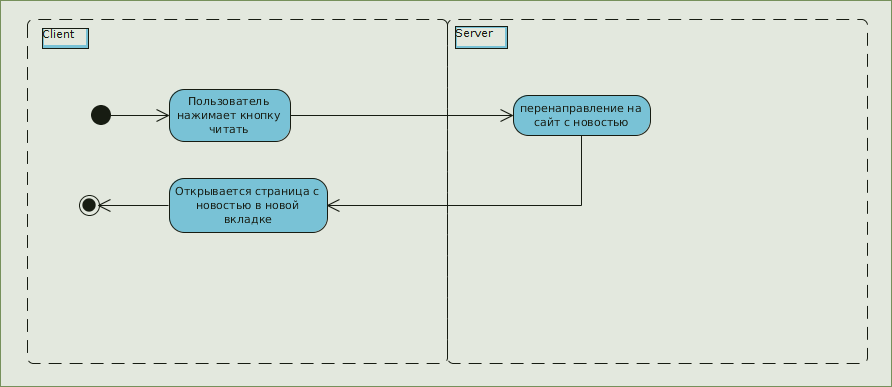 Client
Server
Пользователь
нажимает кнопку
читать
перенаправление на
сайт с новостью
Открывается страница с
новостью в новой
вкладке